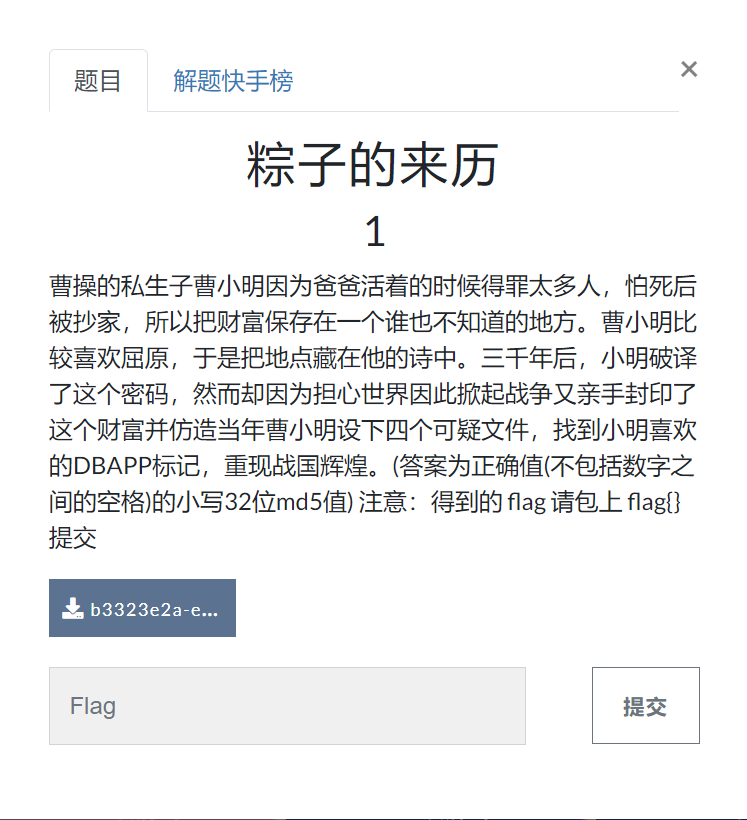 题目 解题快手榜 ×
粽子的来历
1
曹操的私生子曹小明因为爸爸活着的时候得罪太多人，怕死后
被抄家，所以把财富保存在一个谁也不知道的地方。曹小明比
较喜欢屈原，于是把地点藏在他的诗中。三千年后，小明破译
了这个密码，然而却因为担心世界因此掀起战争又亲手封印了
这个财富并仿造当年曹小明设下四个可疑文件，找到小明喜欢
的DBAPP标记，重现战国辉煌。(答案为正确值(不包括数字之
间的空格)的小写32位md5值) 注意：得到的 flag 请包上 flag{}
提交
b3323e2a-e...
Flag 提交